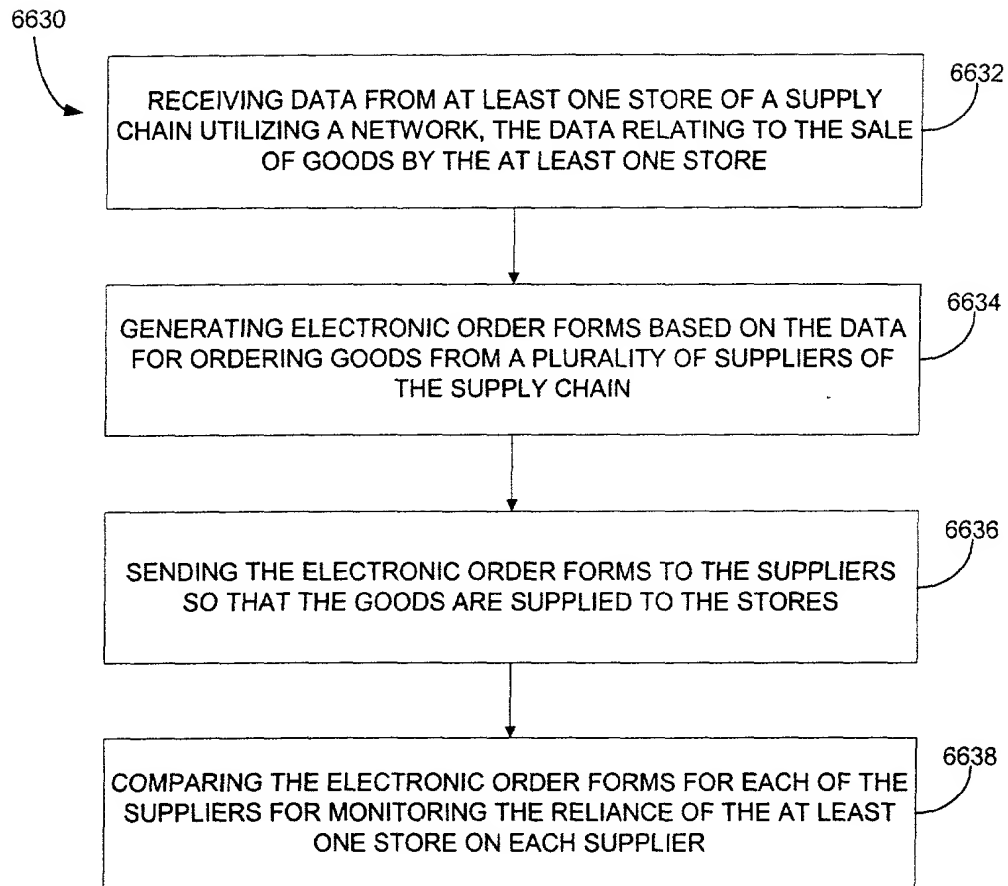 6630
RECEIVING DATA FROM AT LEAST ONE STORE OF A SUPPLY
CHAIN UTILIZING A NETWORK, THE DATA RELATING TO THE SALE
OF GOODS BY THE AT LEAST ONE STORE
6632
GENERATING ELECTRONIC ORDER FORMS BASED ON THE DATA
FOR ORDERING GOODS FROM A PLURALITY OF SUPPLIERS OF
THE SUPPLY CHAIN
6634
SENDING THE ELECTRONIC ORDER FORMS TO THE SUPPLIERS
SO THAT THE GOODS ARE SUPPLIED TO THE STORES
6636
COMPARING THE ELECTRONIC ORDER FORMS FOR EACH OF THE
SUPPLIERS FOR MONITORING THE RELIANCE OF THE AT LEAST
ONE STORE ON EACH SUPPLIER
6638